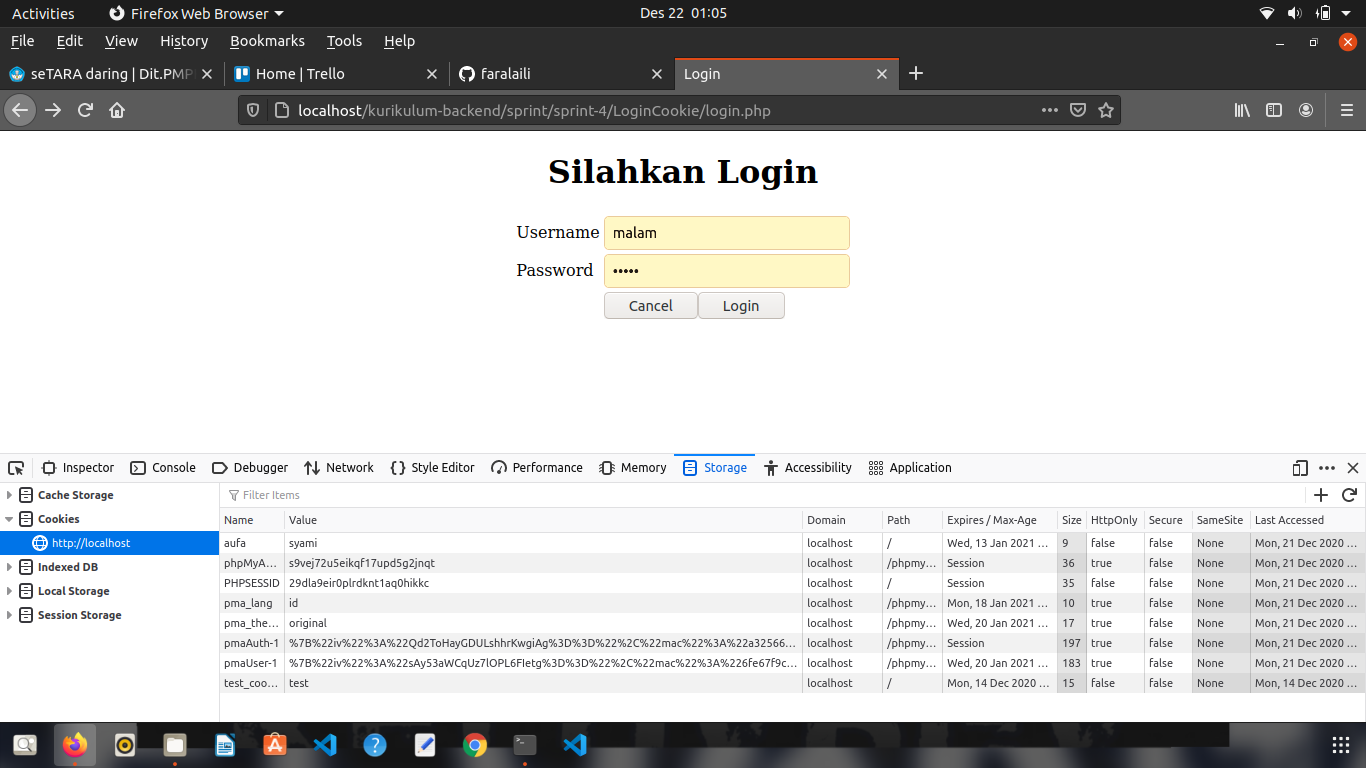 Activities Firefox Web Browser Des 22 01:05
File Edit View History Bookmarks Tools Help
seTARA daring | Dit.PMP Home | Trello faralaili Login
localhost/kurikulum-backend/sprint/sprint-4/LoginCookie/login.php
Silahkan Login
Username malam
Password •••••
Cancel Login
Inspector Console Debugger Network Style Editor Performance Memory Storage Accessibility Application
Cache Storage
Cookies
http://localhost
Indexed DB
Local Storage
Session Storage
Filter Items
Name Value Domain Path Expires / Max-Age Size HttpOnly Secure SameSite Last Accessed
aufa syami localhost / Wed, 13 Jan 2021 ... 9 false false None Mon, 21 Dec 2020 ...
phpMyA... s9vej72u5eikqf17upd5g2jnqt localhost /phpmy... Session 36 true false None Mon, 21 Dec 2020 ...
PHPSESSID 29dla9eir0plrdknt1aq0hikkc localhost / Session 35 false false None Mon, 21 Dec 2020 ...
pma_lang id localhost /phpmy... Mon, 18 Jan 2021 ... 10 true false None Mon, 21 Dec 2020 ...
pma_the... original localhost /phpmy... Wed, 20 Jan 2021 ... 17 true false None Mon, 21 Dec 2020 ...
pmaAuth-1 %7B%22iv%22%3A%22Qd2ToHayGDULshhrKwgiAg%3D%3D%22%2C%22mac%22%3A%22a32566... localhost /phpmy... Session 197 true false None Mon, 21 Dec 2020 ...
pmaUser-1 %7B%22iv%22%3A%22sAy53aWCqUz7lOPL6FIetg%3D%3D%22%2C%22mac%22%3A%226fe67f9c... localhost /phpmy... Wed, 20 Jan 2021 ... 183 true false None Mon, 21 Dec 2020 ...
test_coo... test localhost / Mon, 14 Dec 2020 ... 15 false false None Mon, 14 Dec 2020 ...